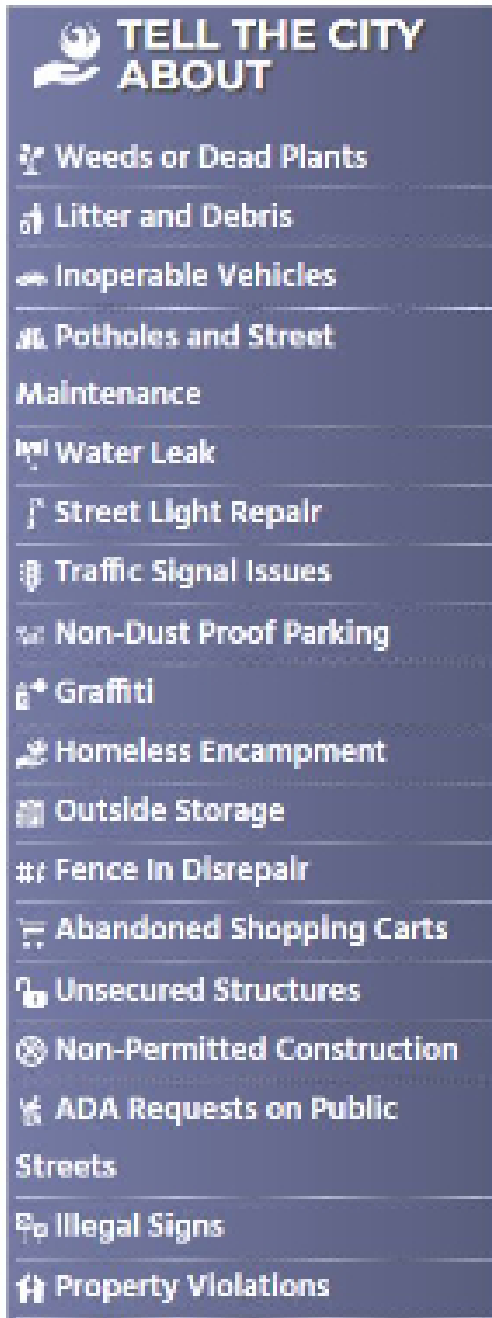 TELL THE CITY
ABOUT
Weeds or Dead Plants
Litter and Debris
Inoperable Vehicles
Potholes and Street
Maintenance
Water Leak
Street Light Repair
Traffic Signal Issues
Non-Dust Proof Parking
Graffiti
Homeless Encampment
Outside Storage
Fence In Disrepair
Abandoned Shopping Carts
Unsecured Structures
Non-Permitted Construction
ADA Requests on Public
Streets
Illegal Signs
Property Violations